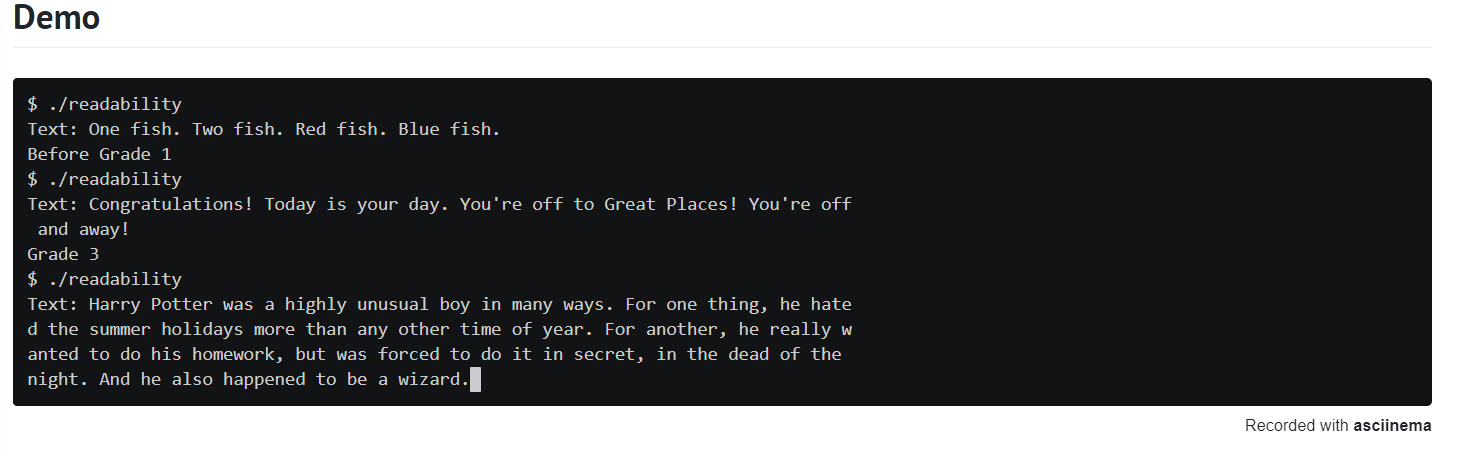 Demo
$ ./readability
Text: One fish. Two fish. Red fish. Blue fish.
Before Grade 1
$ ./readability
Text: Congratulations! Today is your day. You're off to Great Places! You're off
 and away!
Grade 3
$ ./readability
Text: Harry Potter was a highly unusual boy in many ways. For one thing, he hate
d the summer holidays more than any other time of year. For another, he really w
anted to do his homework, but was forced to do it in secret, in the dead of the
night. And he also happened to be a wizard.
Recorded with asciinema